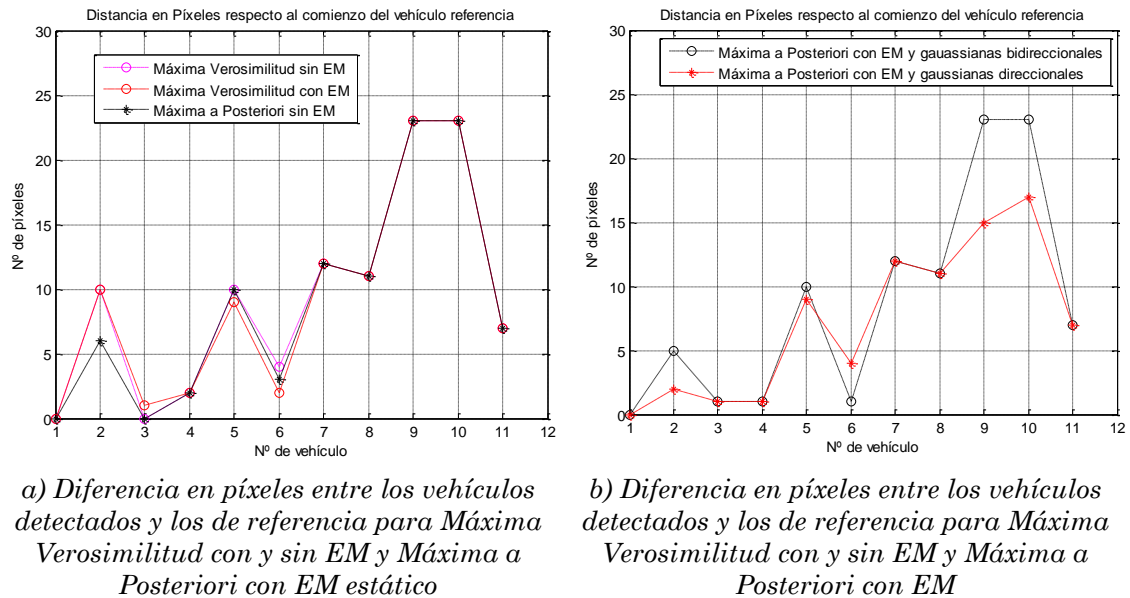 Distancia en Píxeles respecto al comienzo del vehículo referencia
30
25
20
15
10
5
0
Nº de píxeles
Máxima Verosimilitud sin EM
Máxima Verosimilitud con EM
Máxima a Posteriori sin EM
1 2 3 4 5 6 7 8 9 10 11 12
Nº de vehículo
a) Diferencia en píxeles entre los vehículos
detectados y los de referencia para Máxima
Verosimilitud con y sin EM y Máxima a
Posteriori con EM estático
Distancia en Píxeles respecto al comienzo del vehículo referencia
30
25
20
15
10
5
0
Nº de píxeles
Máxima a Posteriori con EM y gauassianas bidireccionales
Máxima a Posteriori con EM y gaussianas direccionales
1 2 3 4 5 6 7 8 9 10 11 12
Nº de vehículo
b) Diferencia en píxeles entre los vehículos
detectados y los de referencia para Máxima
Verosimilitud con y sin EM y Máxima a
Posteriori con EM